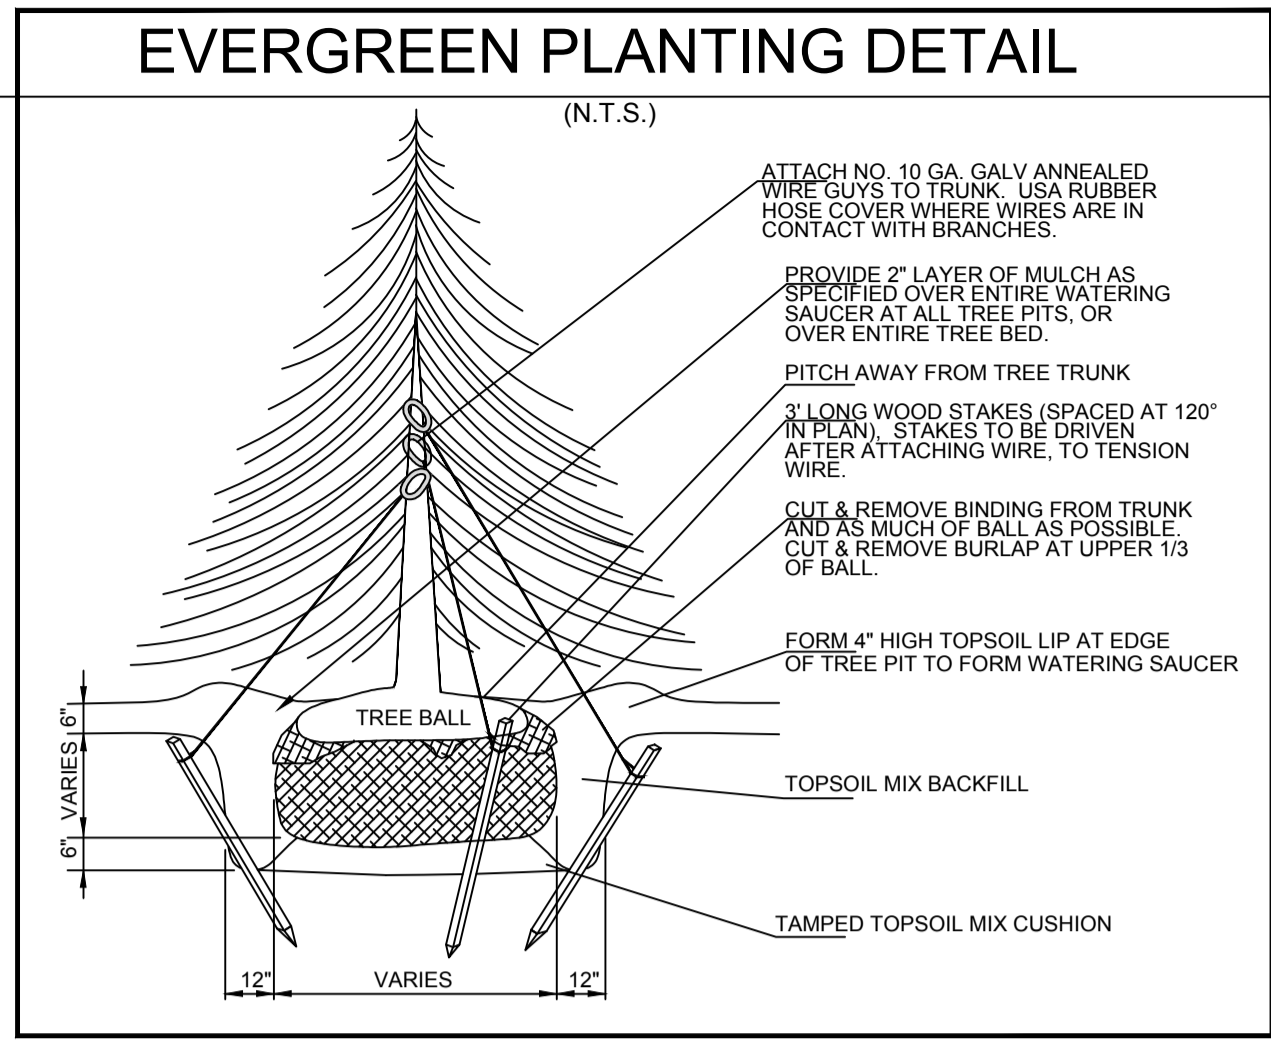 EVERGREEN PLANTING DETAIL
(N.T.S.)
ATTACH NO. 10 GA. GALV ANNEALED
WIRE GUYS TO TRUNK. USA RUBBER
HOSE COVER WHERE WIRES ARE IN
CONTACT WITH BRANCHES.
PROVIDE 2" LAYER OF MULCH AS
SPECIFIED OVER ENTIRE WATERING
SAUCER AT ALL TREE PITS, OR
OVER ENTIRE TREE BED.
PITCH AWAY FROM TREE TRUNK
3' LONG WOOD STAKES (SPACED AT 120°
IN PLAN), STAKES TO BE DRIVEN
AFTER ATTACHING WIRE, TO TENSION
WIRE.
CUT & REMOVE BINDING FROM TRUNK
AND AS MUCH OF BALL AS POSSIBLE.
CUT & REMOVE BURLAP AT UPPER 1/3
OF BALL.
FORM 4" HIGH TOPSOIL LIP AT EDGE
OF TREE PIT TO FORM WATERING SAUCER
TREE BALL
6"
VARIES
6"
TOPSOIL MIX BACKFILL
TAMPED TOPSOIL MIX CUSHION
12"
VARIES
12"